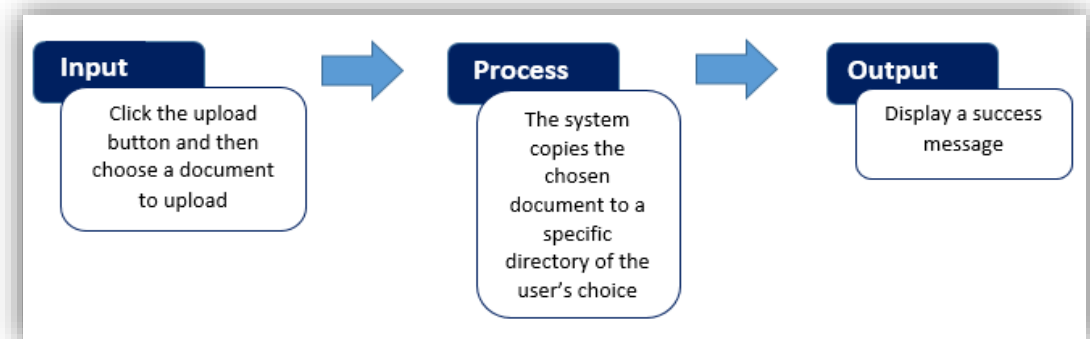 Input
Click the upload
button and then
choose a document
to upload
Process
The system
copies the
chosen
document to a
specific
directory of the
user's choice
Output
Display a success
message